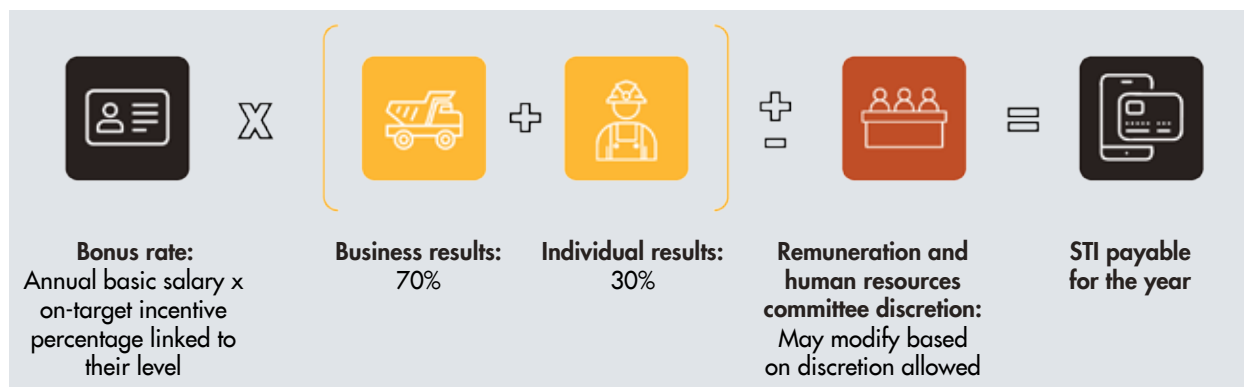 X
+
+
-
=
Bonus rate:
Annual basic salary x
on-target incentive
percentage linked to
their level
Business results:
70%
Individual results:
30%
Remuneration and
human resources
committee discretion:
May modify based
on discretion allowed
STI payable
for the year